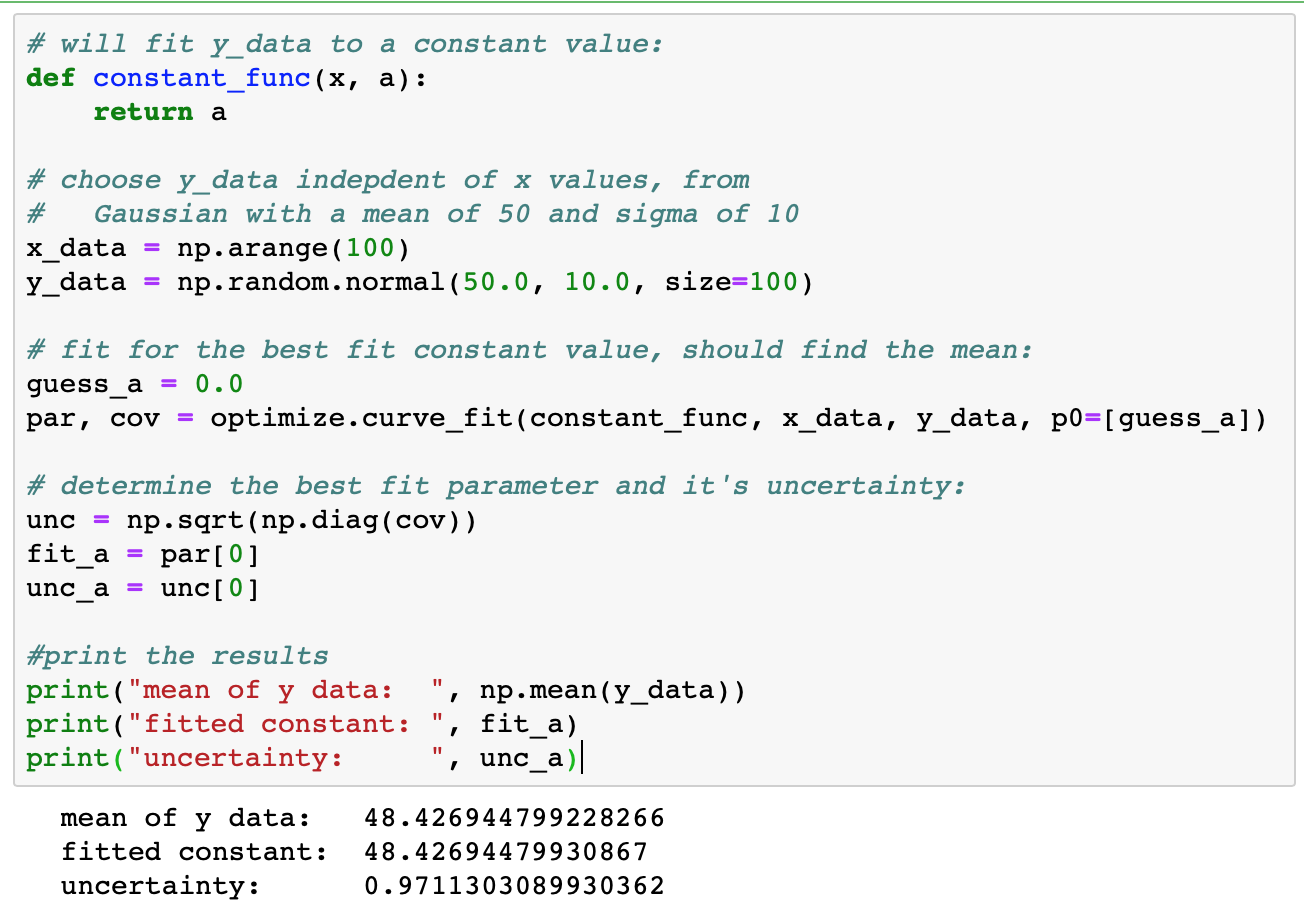 # will fit y_data to a constant value:
def constant_func(x, a):
    return a
# choose y_data indepdent of x values, from
#   Gaussian with a mean of 50 and sigma of 10
x_data = np.arange(100)
y_data = np.random.normal(50.0, 10.0, size=100)
# fit for the best fit constant value, should find the mean:
guess_a = 0.0
par, cov = optimize.curve_fit(constant_func, x_data, y_data, p0=[guess_a])
# determine the best fit parameter and it's uncertainty:
unc = np.sqrt(np.diag(cov))
fit_a = par[0]
unc_a = unc[0]
#print the results
print("mean of y data:  ", np.mean(y_data))
print("fitted constant: ", fit_a)
print("uncertainty:     ", unc_a)
mean of y data:   48.426944799228266
fitted constant:  48.42694479930867
uncertainty:      0.9711303089930362